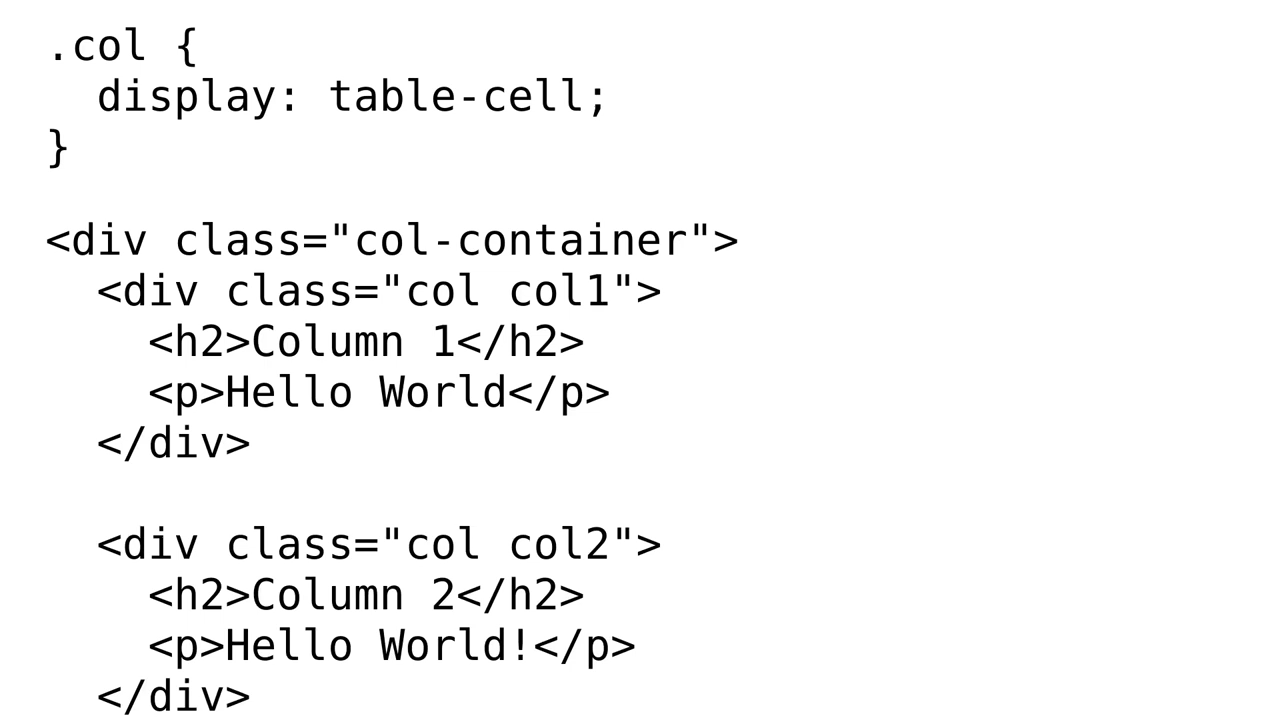 .col {
  display: table-cell;
}

<div class="col-container">
  <div class="col col1">
    <h2>Column 1</h2>
    <p>Hello World</p>
  </div>

  <div class="col col2">
    <h2>Column 2</h2>
    <p>Hello World!</p>
  </div>